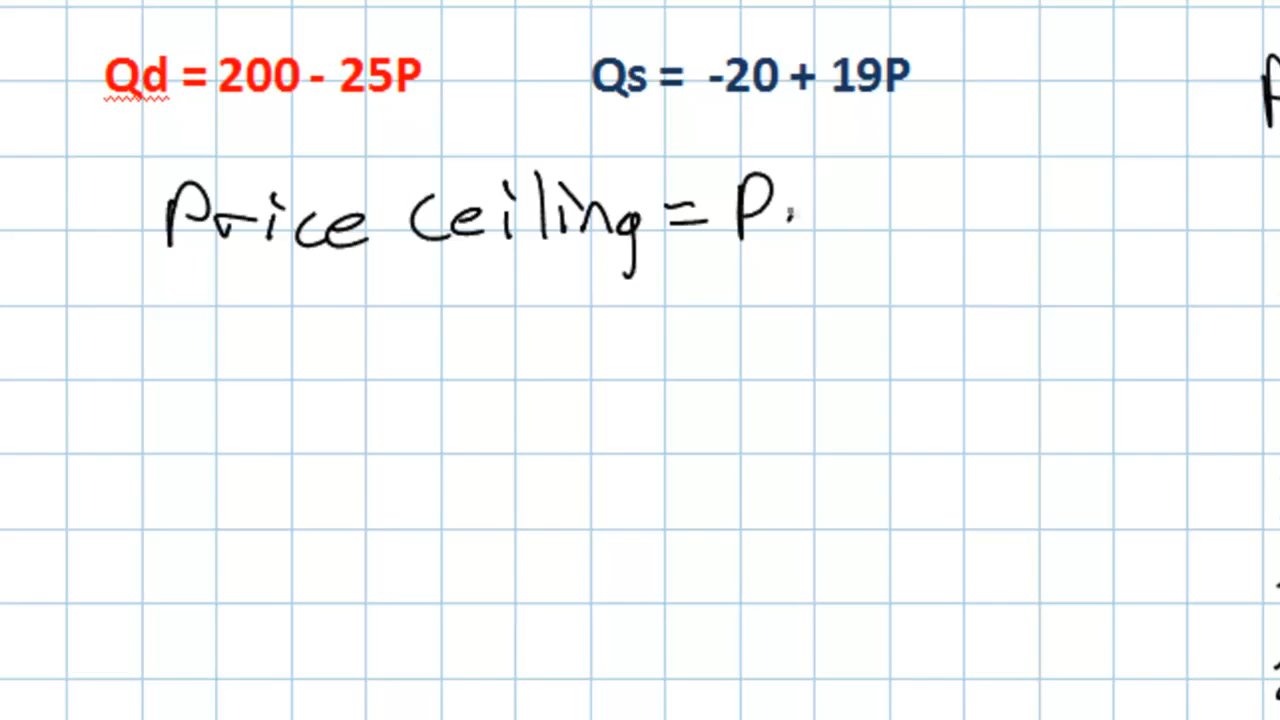 Qd = 200 - 25P Qs = -20 + 19P
Price ceiling = P.